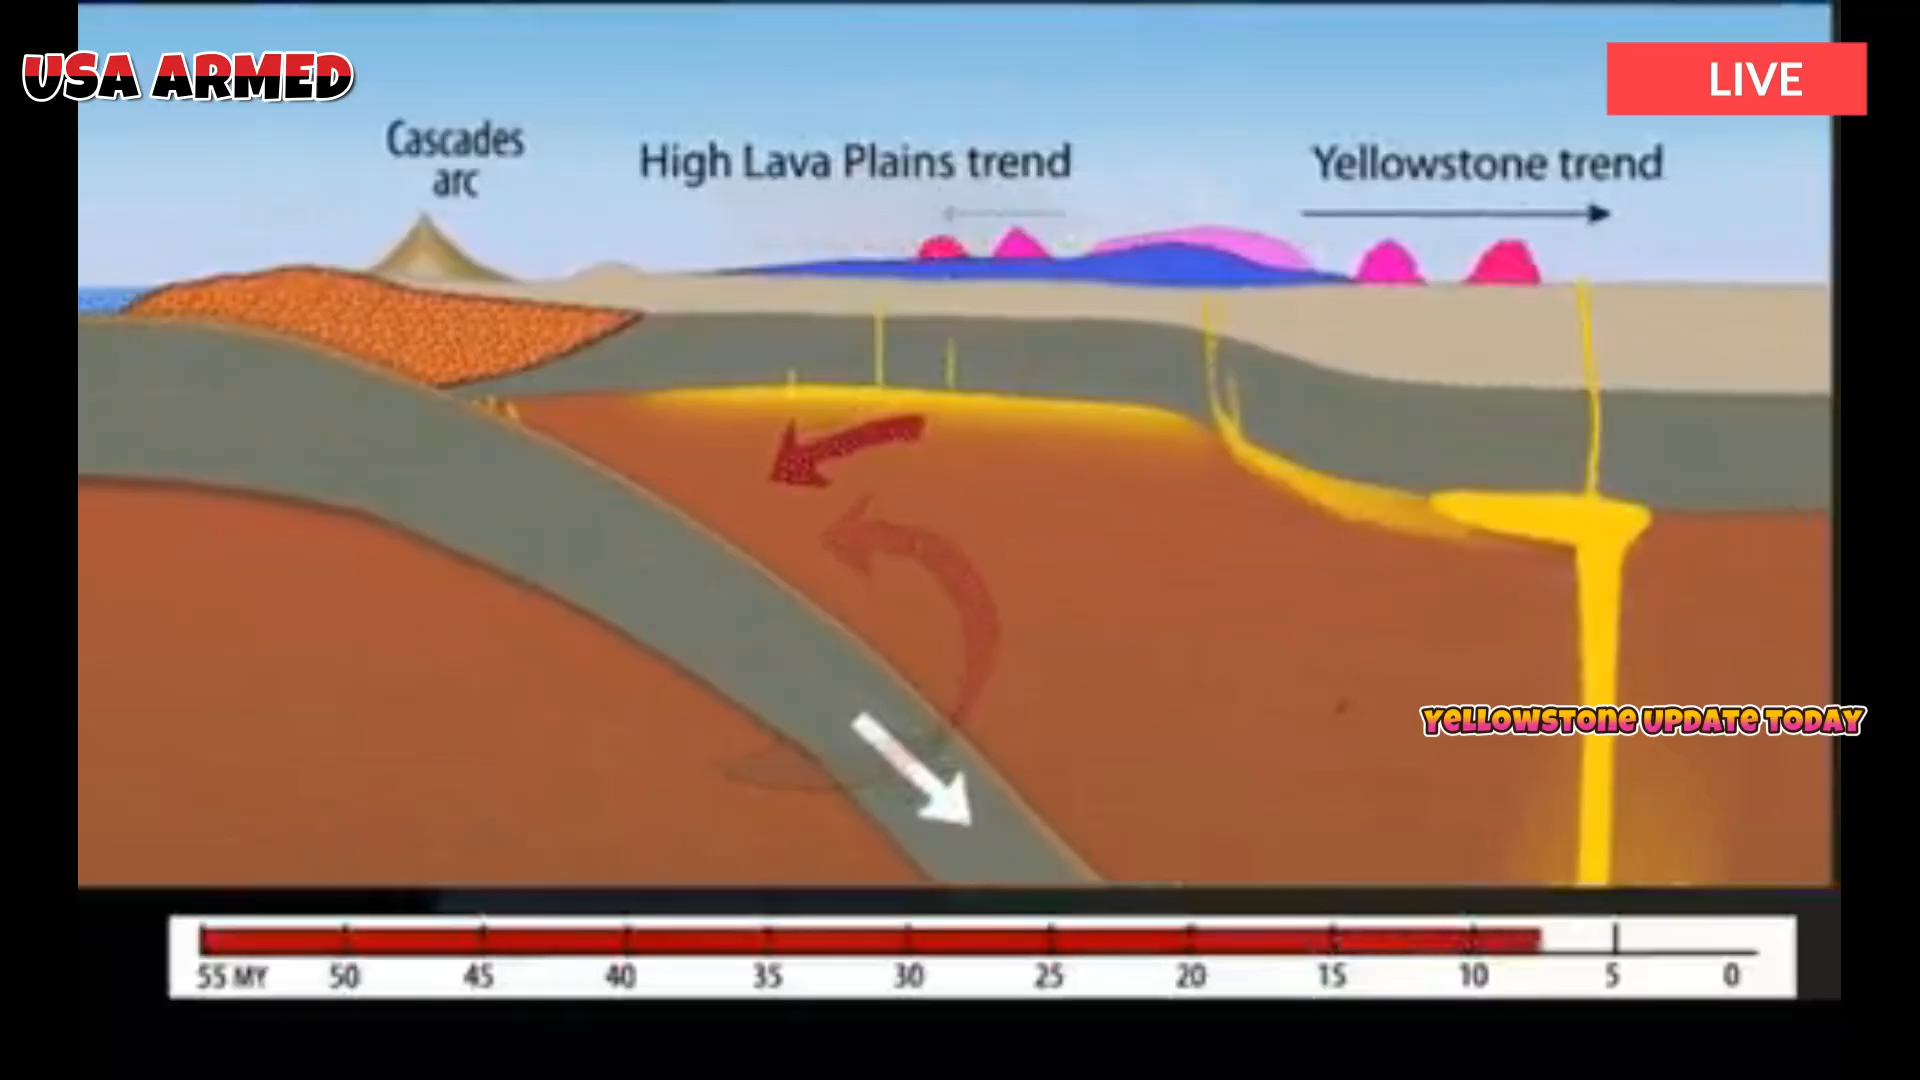 USA ARMED
LIVE
Cascades
arc
High Lava Plains trend
Yellowstone trend
Yellowstone update today
55 MY 50 45 40 35 30 25 20 15 10 5 0